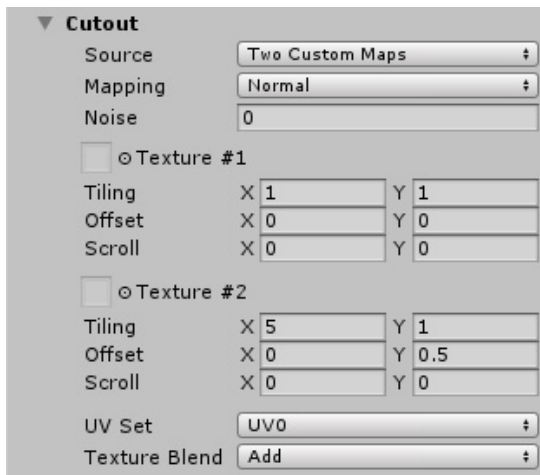 Cutout
Source Two Custom Maps
Mapping Normal
Noise 0
Texture #1
Tiling X 1 Y 1
Offset X 0 Y 0
Scroll X 0 Y 0
Texture #2
Tiling X 5 Y 1
Offset X 0 Y 0.5
Scroll X 0 Y 0
UV Set UV0
Texture Blend Add